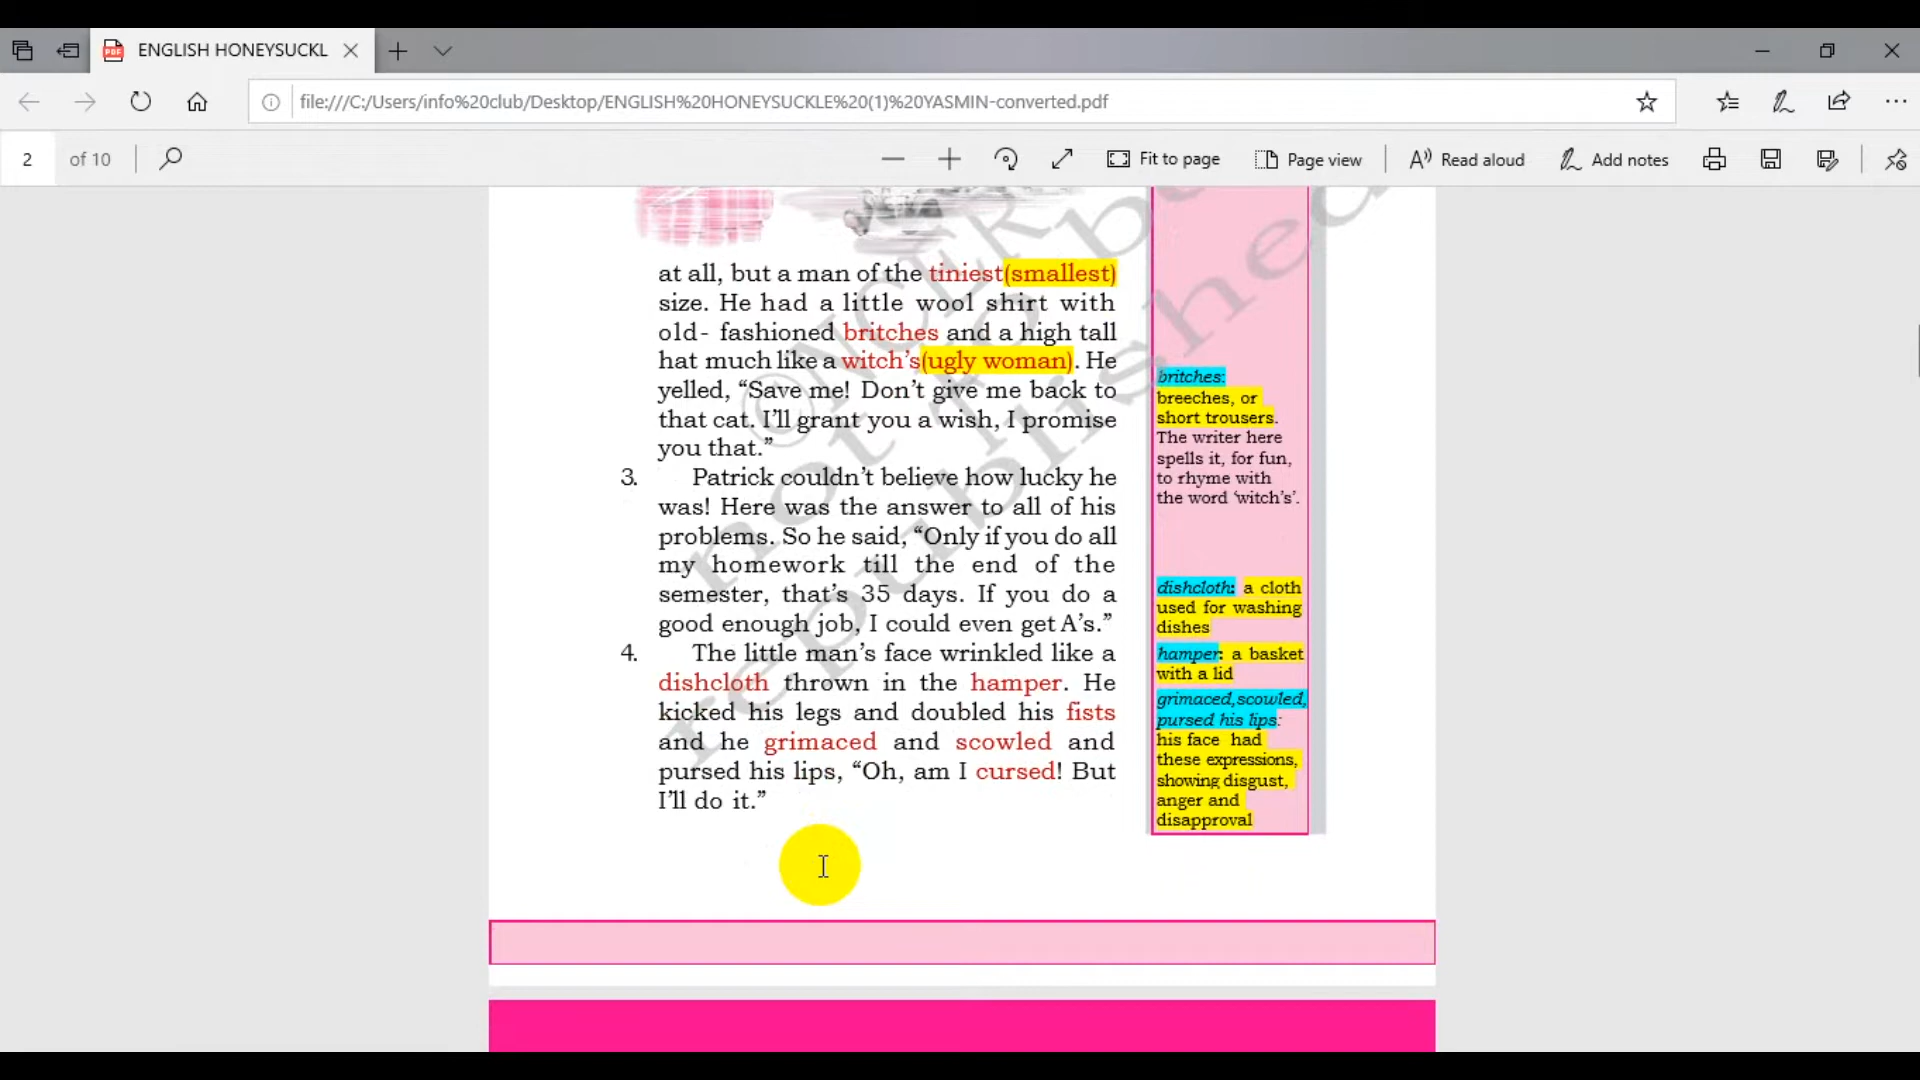 ENGLISH HONEYSUCKL
file:///C:/Users/info%20club/Desktop/ENGLISH%20HONEYSUCKLE%20(1)%20YASMIN-converted.pdf
2 of 10
Fit to page
Page view
Read aloud
Add notes
at all, but a man of the tiniest(smallest)
size. He had a little wool shirt with
old- fashioned britches and a high tall
hat much like a witch's(ugly woman). He
yelled, “Save me! Don't give me back to
that cat. I'll grant you a wish, I promise
you that.”
3. Patrick couldn't believe how lucky he
was! Here was the answer to all of his
problems. So he said, “Only if you do all
my homework till the end of the
semester, that's 35 days. If you do a
good enough job, I could even get A's.”
4. The little man's face wrinkled like a
dishcloth thrown in the hamper. He
kicked his legs and doubled his fists
and he grimaced and scowled and
pursed his lips, “Oh, am I cursed! But
I'll do it.”
britches:
breeches, or
short trousers.
The writer here
spells it, for fun,
to rhyme with
the word ‘witch's’.
dishcloth: a cloth
used for washing
dishes
hamper: a basket
with a lid
grimaced,scowled,
pursed his lips:
his face had
these expressions,
showing disgust,
anger and
disapproval
not to
republished